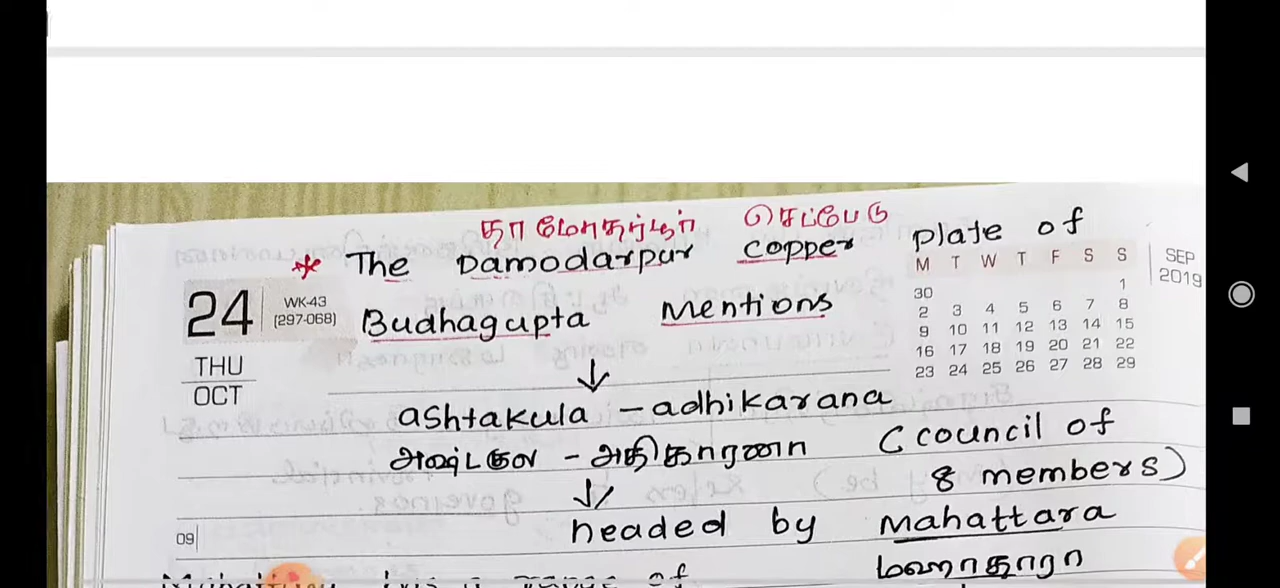 தாமோதர்பூர் செப்பேடு
* The Damodarpur copper plate of
Budhagupta mentions
↓
ashtakula - adhikarana
அஷ்டகுல - அதிகாரனா (council of
8 members)
↓
headed by Mahattara
மஹாதாரா
24
WK-43
(297-068)
THU
OCT
M T W T F S S
30 1
2 3 4 5 6 7 8
9 10 11 12 13 14 15
16 17 18 19 20 21 22
23 24 25 26 27 28 29
SEP
2019
09